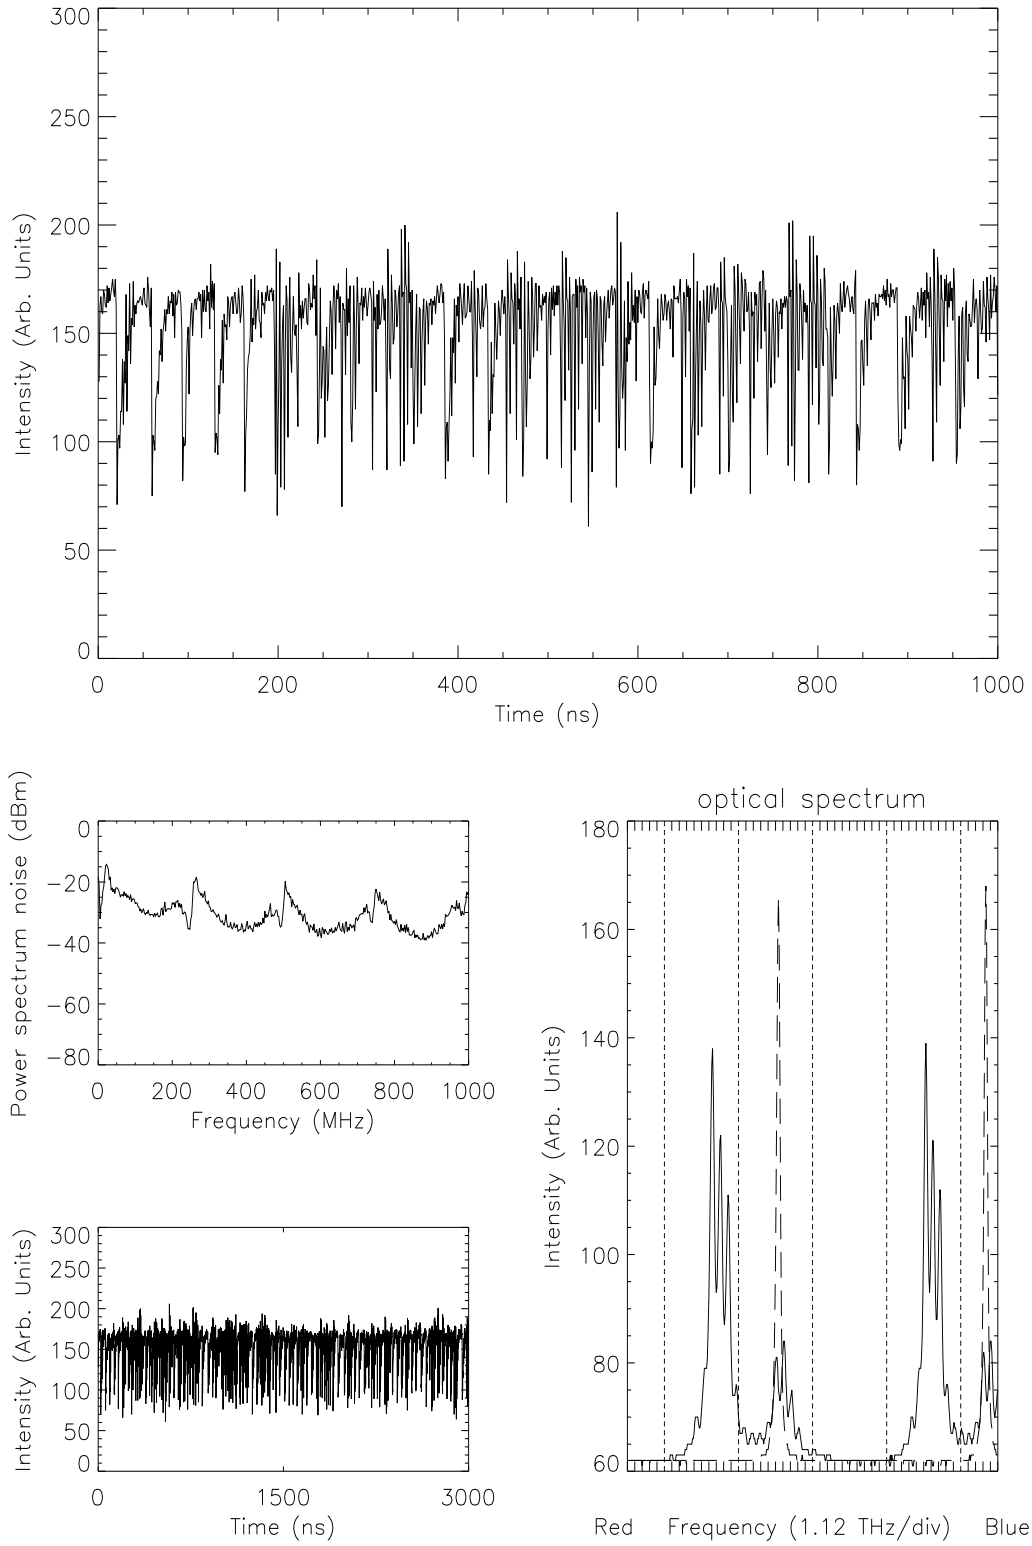 300
250
200
150
100
50
0
Intensity (Arb. Units)
0 200 400 600 800 1000
Time (ns)
0
−20
−40
−60
−80
Power spectrum noise (dBm)
0 200 400 600 800 1000
Frequency (MHz)
300
250
200
150
100
50
0
Intensity (Arb. Units)
0 1500 3000
Time (ns)
optical spectrum
180
160
140
120
100
80
60
Intensity (Arb. Units)
Red Frequency (1.12 THz/div) Blue